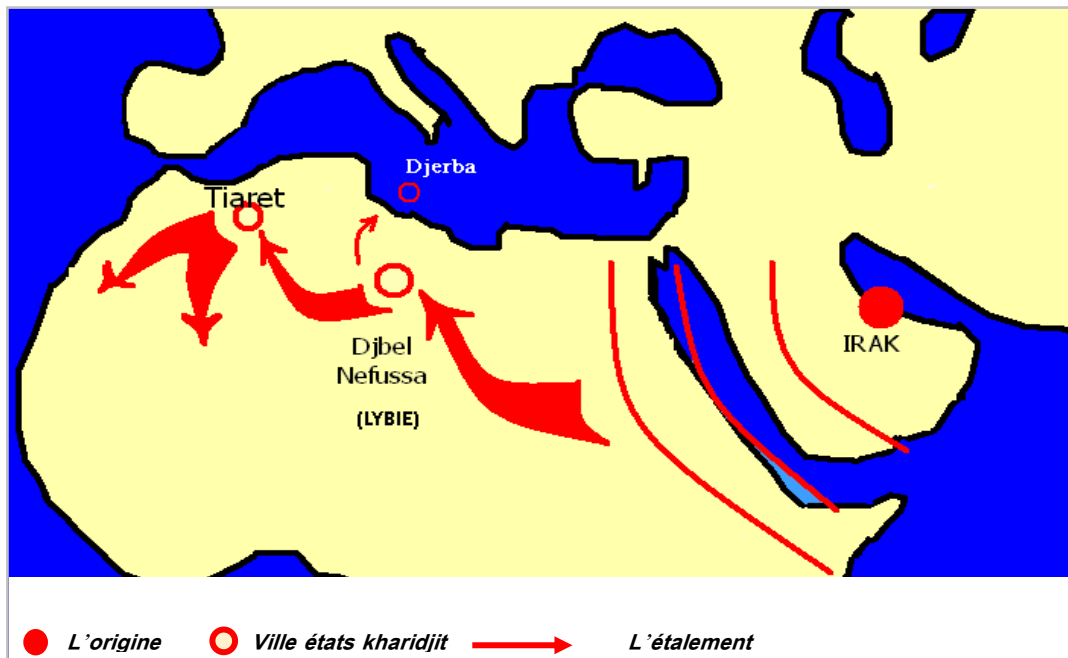 Djerba
Tiaret
IRAK
Djbel
Nefussa
(LYBIE)
L'origine
Ville états kharidjit
L'étalement